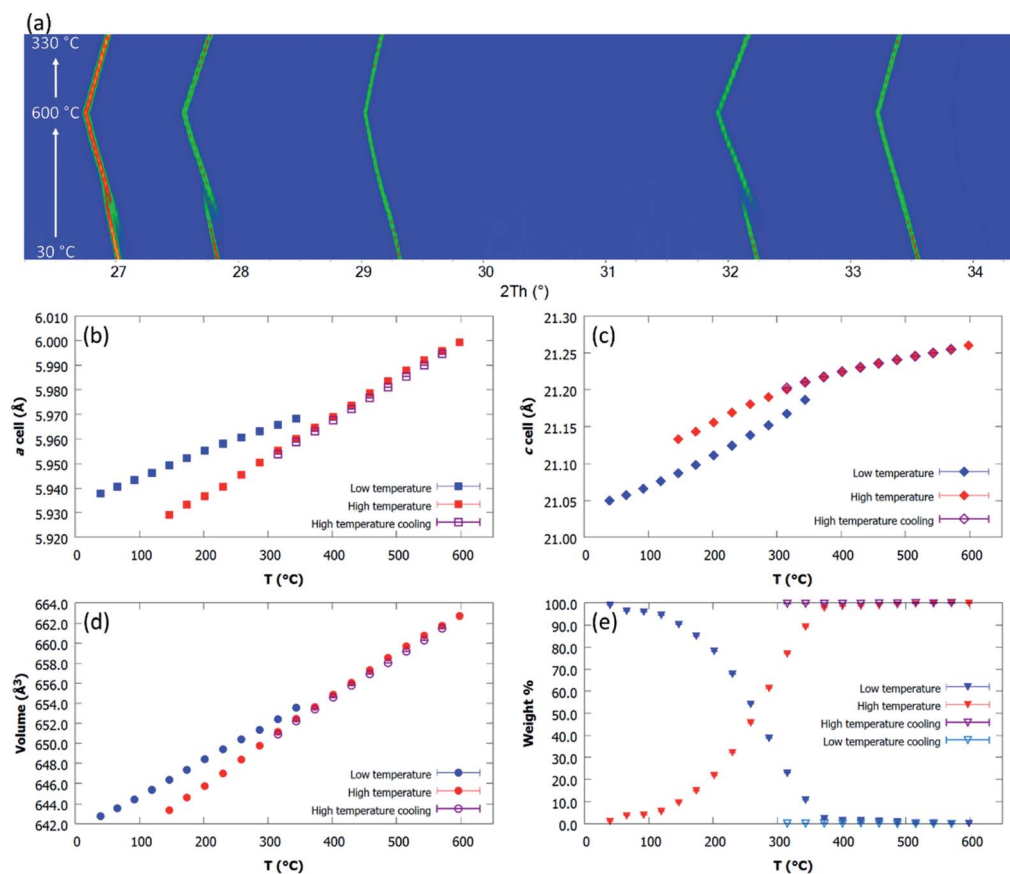 (a)
330 °C
600 °C
30 °C
27 28 29 30 31 32 33 34
2Th (°)
(b)
6.010
6.000
5.990
5.980
5.970
5.960
5.950
5.940
5.930
5.920
a cell (Å)
Low temperature
High temperature
High temperature cooling
0 100 200 300 400 500 600
T (°C)
(c)
21.30
21.25
21.20
21.15
21.10
21.05
21.00
c cell (Å)
Low temperature
High temperature
High temperature cooling
0 100 200 300 400 500 600
T (°C)
(d)
664.0
662.0
660.0
658.0
656.0
654.0
652.0
650.0
648.0
646.0
644.0
642.0
Volume (Å³)
Low temperature
High temperature
High temperature cooling
0 100 200 300 400 500 600
T (°C)
(e)
100.0
90.0
80.0
70.0
60.0
50.0
40.0
30.0
20.0
10.0
0.0
Weight %
Low temperature
High temperature
High temperature cooling
Low temperature cooling
0 100 200 300 400 500 600
T (°C)